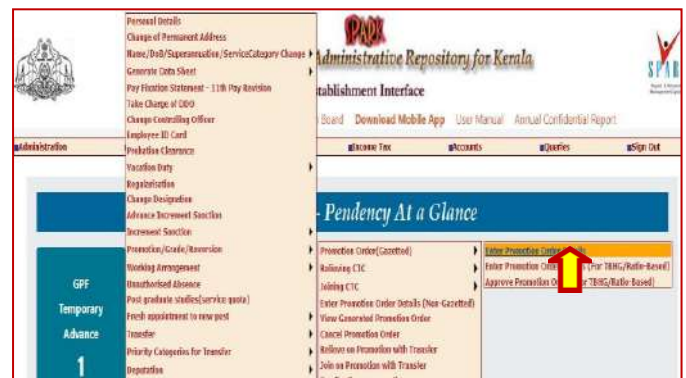 SPARK
Administrative Repository for Kerala
tablishment Interface
Board Download Mobile App User Manual Annual Confidential Report
SPAR
Administration
Income Tax
Accounts
Queries
Sign Out
Personal Details
Change of Permanent Address
Name/DoB/Superannuation/ServiceCategory Change
Generate Data Sheet
Pay Fixation Statement - 11th Pay Revision
Take Charge of DDO
Change Controlling Officer
Employee ID Card
Probation Clearance
Vacation Duty
Regularisation
Change Designation
Advance Increment Sanction
Increment Sanction
Promotion/Grade/Reversion
Working Arrangement
Unauthorised Absence
Post graduate studies(service quota)
Fresh appointment to new post
Transfer
Priority Categories for Transfer
Deputation
- Pendency At a Glance
Promotion Order(Gazetted)
Relieving CTC
Joining CTC
Enter Promotion Order Details (Non-Gazetted)
View Generated Promotion Order
Cancel Promotion Order
Relieve on Promotion with Transfer
Join on Promotion with Transfer
Enter Promotion Order Details
Enter Promotion Order (For TBHG/Ratio-Based)
Approve Promotion O TBHG/Ratio-Based)
GPF
Temporary
Advance
1